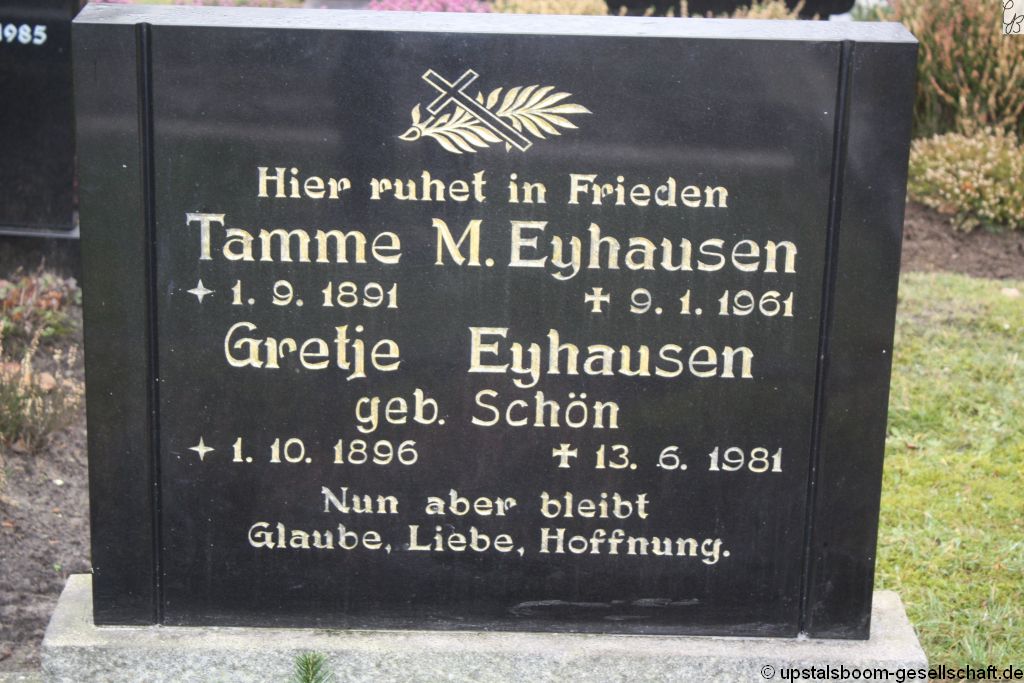 1985
Hier ruhet in Frieden
Tamme M. Eyhausen
1. 9. 1891 9. 1. 1961
Gretje Eyhausen
geb. Schön
1. 10. 1896 13. 6. 1981
Nun aber bleibt
Glaube, Liebe, Hoffnung.
© upstalsboom-gesellschaft.de